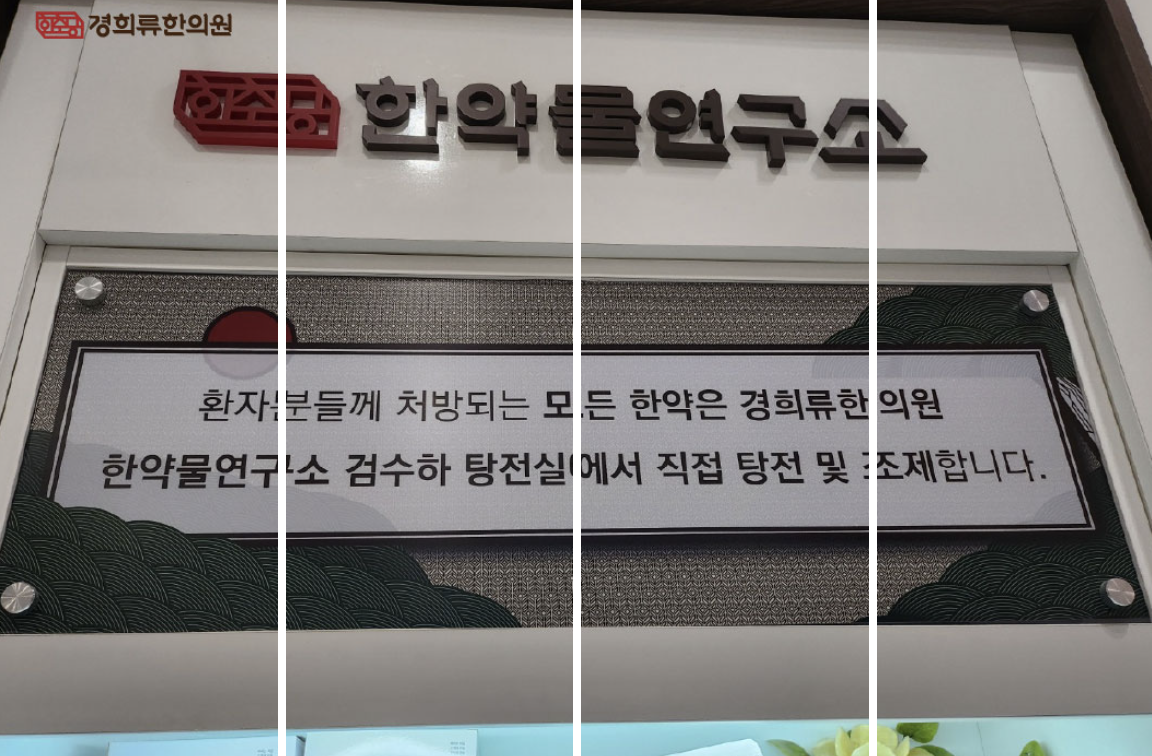 경희류한의원
한약물연구소
환자분들께 처방되는 모든 한약은 경희류한의원
한약물연구소 검수하 탕전실에서 직접 탕전 및 조제합니다.